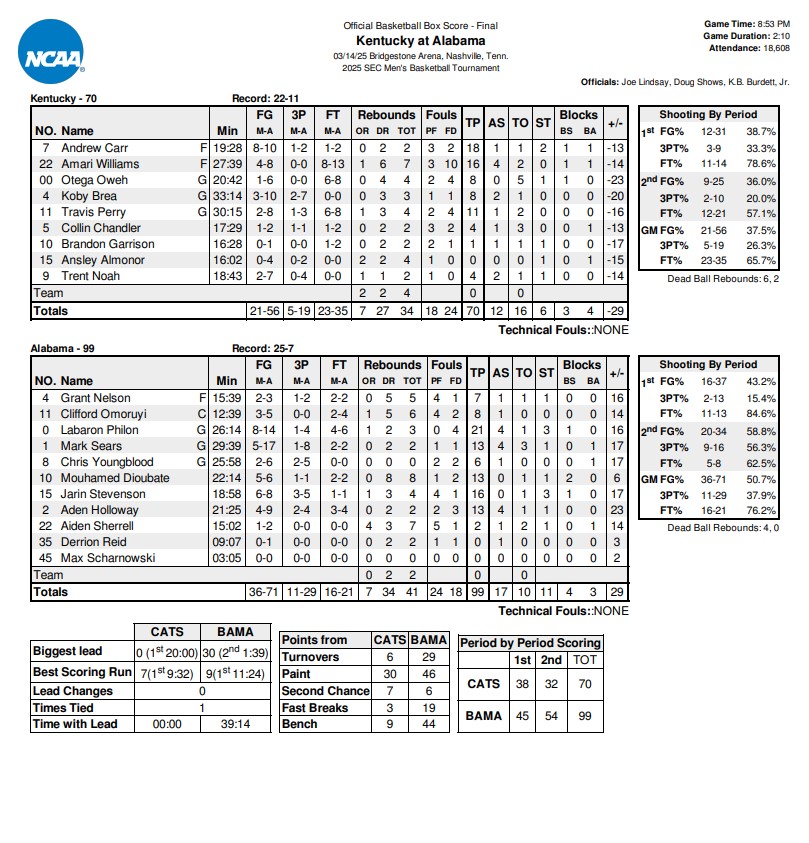 NCAA
Official Basketball Box Score - Final
Kentucky at Alabama
03/14/25 Bridgestone Arena, Nashville, Tenn.
2025 SEC Men's Basketball Tournament
Game Time: 8:53 PM
Game Duration: 2:10
Attendance: 18,608
Officials: Joe Lindsay, Doug Shows, K.B. Burdett, Jr.
Kentucky - 70 Record: 22-11
FG 3P FT Rebounds Fouls Blocks
NO. Name Min M-A M-A M-A OR DR TOT PF FD TP AS TO ST BS BA +/-
7 Andrew Carr F 19:28 8-10 1-2 1-2 0 2 2 3 2 18 1 1 2 1 1 -13
22 Amari Williams F 27:39 4-8 0-0 8-13 1 6 7 3 10 16 4 2 0 1 1 -14
00 Otega Oweh G 20:42 1-6 0-0 6-8 0 4 4 2 4 8 0 5 1 1 0 -23
4 Koby Brea G 33:14 3-10 2-7 0-0 0 3 3 1 1 8 2 1 0 0 0 -20
11 Travis Perry G 30:15 2-8 1-3 6-8 1 3 4 2 4 11 1 2 0 0 0 -16
5 Collin Chandler 17:29 1-2 1-1 1-2 0 2 2 3 2 4 1 3 0 0 1 -13
10 Brandon Garrison 16:28 0-1 0-0 1-2 0 2 2 2 1 1 1 1 1 0 0 -17
15 Ansley Almonor 16:02 0-4 0-2 0-0 2 2 4 1 0 0 0 0 1 0 1 -15
9 Trent Noah 18:43 2-7 0-4 0-0 1 1 2 1 0 4 2 1 1 0 0 -14
Team 2 2 4 0 0
Totals 21-56 5-19 23-35 7 27 34 18 24 70 12 16 6 3 4 -29
Technical Fouls::NONE
Shooting By Period
1st FG% 12-31 38.7%
3PT% 3-9 33.3%
FT% 11-14 78.6%
2nd FG% 9-25 36.0%
3PT% 2-10 20.0%
FT% 12-21 57.1%
GM FG% 21-56 37.5%
3PT% 5-19 26.3%
FT% 23-35 65.7%
Dead Ball Rebounds: 6, 2
Alabama - 99 Record: 25-7
FG 3P FT Rebounds Fouls Blocks
NO. Name Min M-A M-A M-A OR DR TOT PF FD TP AS TO ST BS BA +/-
4 Grant Nelson F 15:39 2-3 1-2 2-2 0 5 5 4 1 7 1 1 1 0 0 16
11 Clifford Omoruyi C 12:39 3-5 0-0 2-4 1 5 6 4 2 8 1 0 0 1 0 14
0 Labaron Philon G 26:14 8-14 1-4 4-6 1 2 3 0 4 21 4 1 3 1 0 16
1 Mark Sears G 29:39 5-17 1-8 2-2 0 2 2 0 1 13 4 3 1 0 1 17
8 Chris Youngblood G 25:58 2-6 2-5 0-0 0 0 0 2 2 6 1 0 0 0 1 17
10 Mouhamed Dioubate 22:14 5-6 1-1 2-2 0 8 8 1 2 13 0 1 1 2 0 6
15 Jarin Stevenson 18:58 6-8 3-5 1-1 1 3 4 4 1 16 0 1 3 1 0 17
2 Aden Holloway 21:25 4-9 2-4 3-4 0 2 2 2 3 13 4 1 1 0 0 23
22 Aiden Sherrell 15:02 1-2 0-0 0-0 4 3 7 5 1 2 1 2 1 0 1 14
35 Derrion Reid 09:07 0-1 0-0 0-0 0 2 2 1 1 0 1 0 0 0 0 3
45 Max Scharnowski 03:05 0-0 0-0 0-0 0 0 0 0 0 0 0 0 0 0 0 2
Team 0 2 2 0 0
Totals 36-71 11-29 16-21 7 34 41 24 18 99 17 10 11 4 3 29
Technical Fouls::NONE
Shooting By Period
1st FG% 16-37 43.2%
3PT% 2-13 15.4%
FT% 11-13 84.6%
2nd FG% 20-34 58.8%
3PT% 9-16 56.3%
FT% 5-8 62.5%
GM FG% 36-71 50.7%
3PT% 11-29 37.9%
FT% 16-21 76.2%
Dead Ball Rebounds: 4, 0
CATS BAMA
Biggest lead 0 (1st 20:00) 30 (2nd 1:39)
Best Scoring Run 7(1st 9:32) 9(1st 11:24)
Lead Changes 0
Times Tied 1
Time with Lead 00:00 39:14
Points from CATS BAMA
Turnovers 6 29
Paint 30 46
Second Chance 7 6
Fast Breaks 3 19
Bench 9 44
Period by Period Scoring
1st 2nd TOT
CATS 38 32 70
BAMA 45 54 99